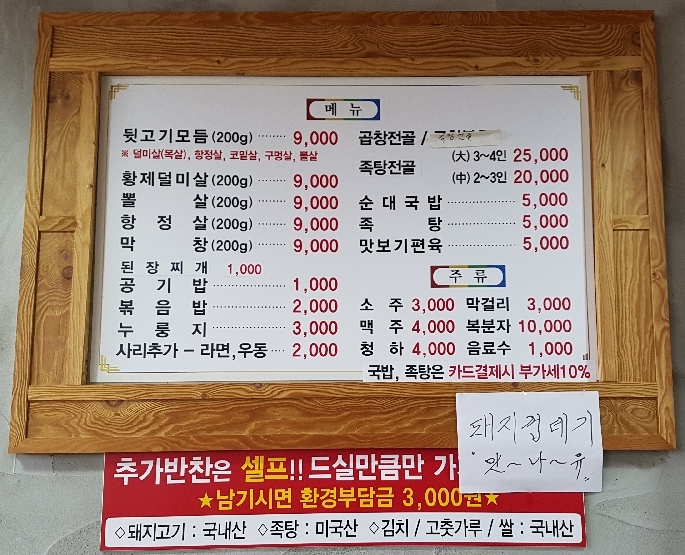 메뉴
뒷고기모듬(200g) ········ 9,000
※ 덜미살(목살), 항정살, 코밑살, 구멍살, 뽈살
황제덜미살(200g) ····· 9,000
뽈 살(200g) ······· 9,000
항 정 살(200g) ······· 9,000
막 창(200g) ······· 9,000
된 장 찌 개 1,000
공 기 밥 ·················· 1,000
볶 음 밥 ·················· 2,000
누 룽 지 ·················· 3,000
사리추가 – 라면,우동 ···· 2,000
곱창전골 /
족탕전골
(大) 3~4인 25,000
(中) 2~3인 20,000
순 대 국 밥 ················ 5,000
족 탕 ················ 5,000
맛보기편육 ················ 5,000
주류
소 주 3,000 막걸리 3,000
맥 주 4,000 복분자 10,000
청 하 4,000 음료수 1,000
국밥, 족탕은 카드결제시 부가세10%
돼지껍데기
"맛~나~유"
추가반찬은 셀프!! 드실만큼만
★남기시면 환경부담금 3,000원★
◇돼지고기 : 국내산 ◇족탕 : 미국산 ◇김치 / 고춧가루 / 쌀 : 국내산